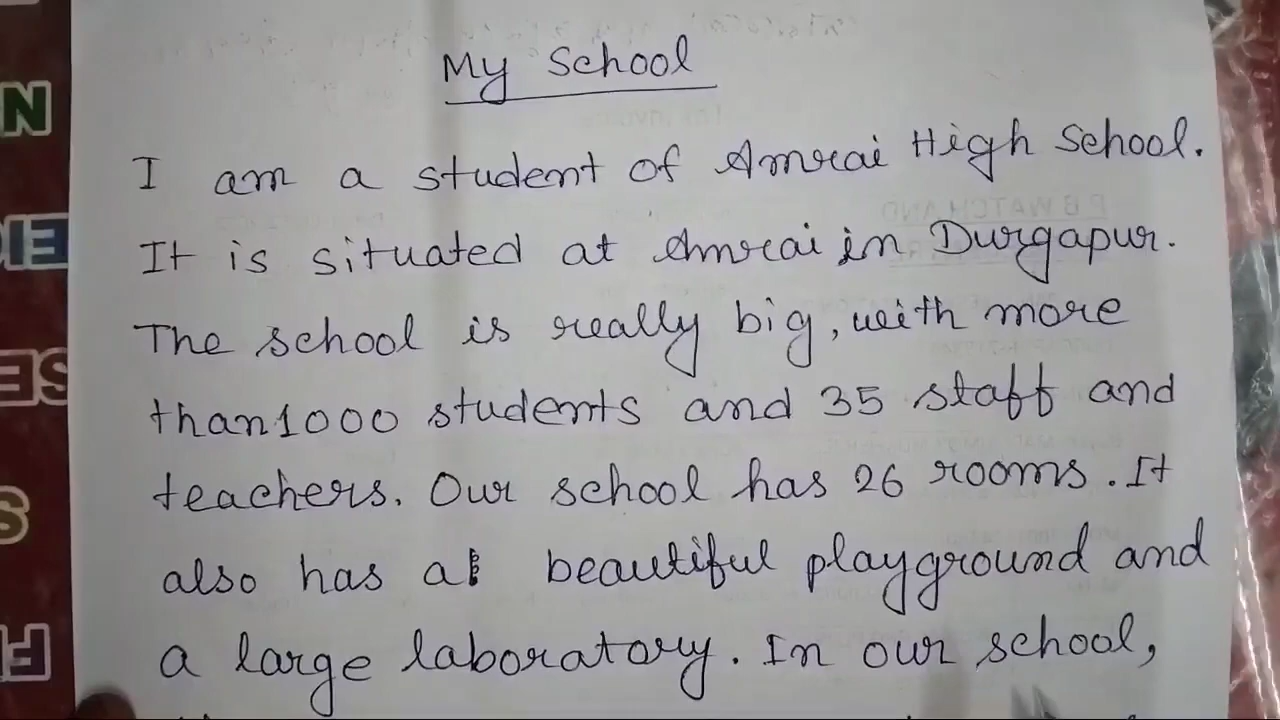 My School
I am a student of Amrai High School.
It is situated at Amrai in Durgapur.
The school is really big, with more
than 1000 students and 35 staff and
teachers. Our school has 26 rooms. It
also has a beautiful playground and
a large laboratory. In our school,